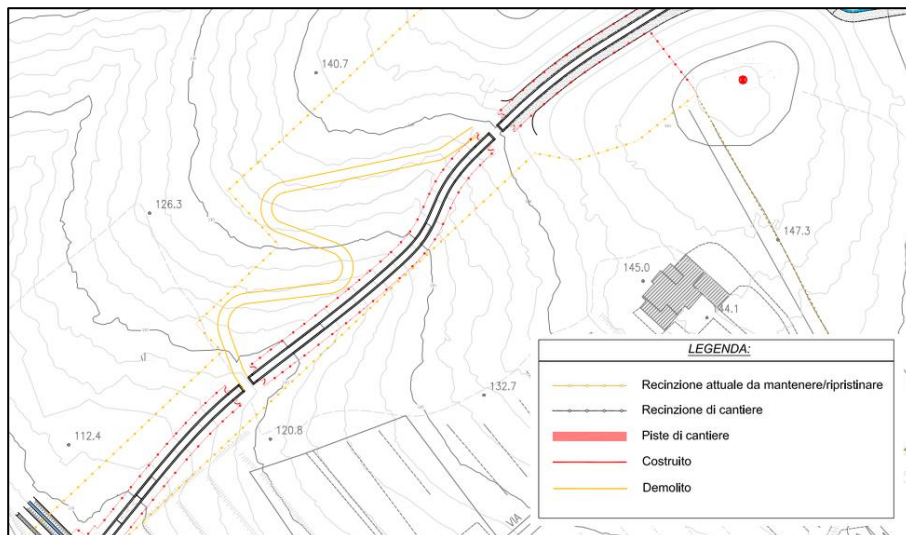 140.7
126.3
147.3
145.0
144.1
132.7
120.8
112.4
VIA
LEGENDA:
Recinzione attuale da mantenere/ripristinare
Recinzione di cantiere
Piste di cantiere
Costruito
Demolito